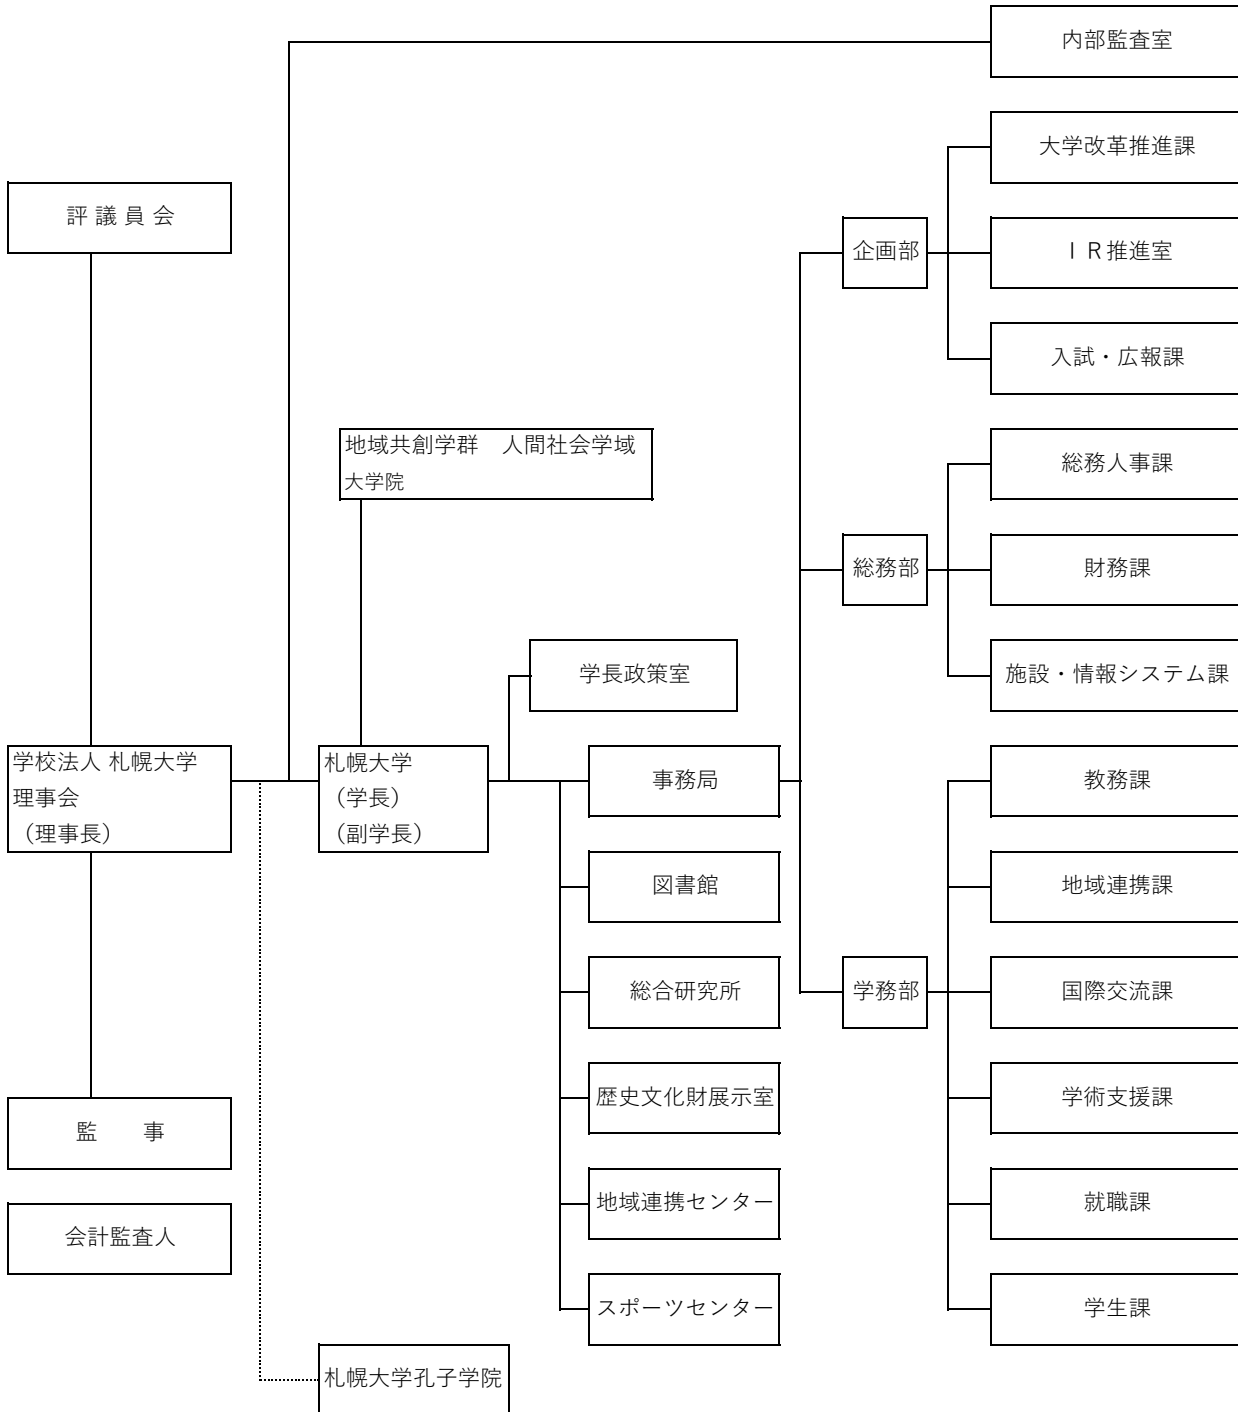 内部監査室
大学改革推進課
評 議 員 会
企画部
ＩＲ推進室
入試・広報課
地域共創学群　人間社会学域
大学院
総務人事課
総務部
財務課
学長政策室
施設・情報システム課
学校法人 札幌大学
理事会
（理事長）
札幌大学
（学長）
（副学長）
事務局
教務課
図書館
地域連携課
総合研究所
学務部
国際交流課
監　　事
歴史文化財展示室
学術支援課
会計監査人
地域連携センター
就職課
スポーツセンター
学生課
札幌大学孔子学院